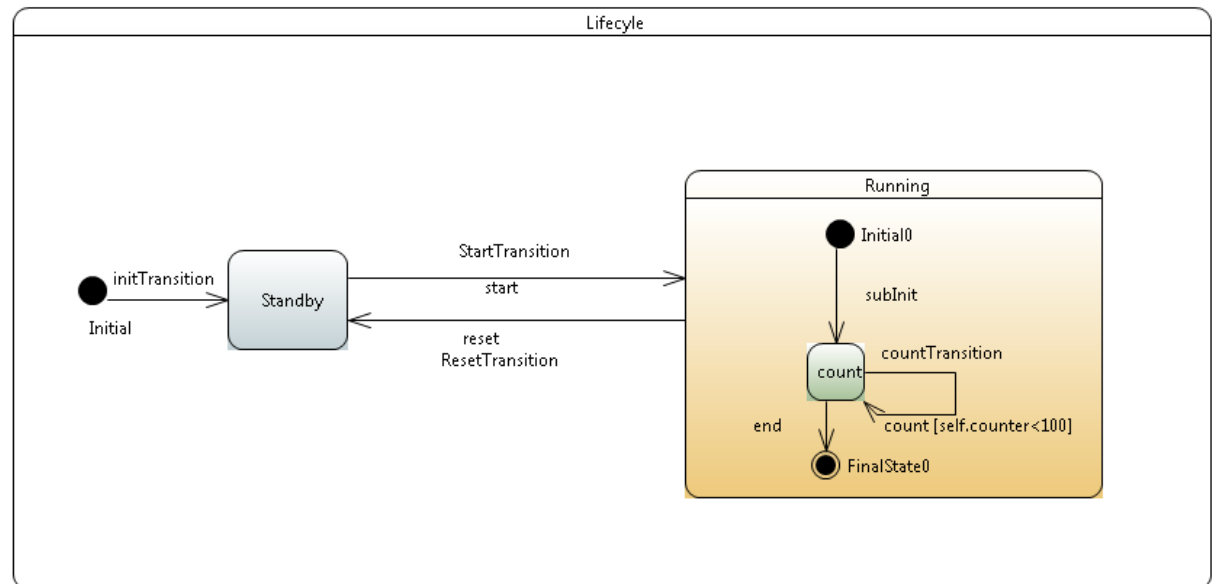 Lifecyle
Running
Initial0
StartTransition
initTransition
start
subInit
Standby
Initial
reset
ResetTransition
countTransition
count
end
count [self.counter<100]
FinalState0